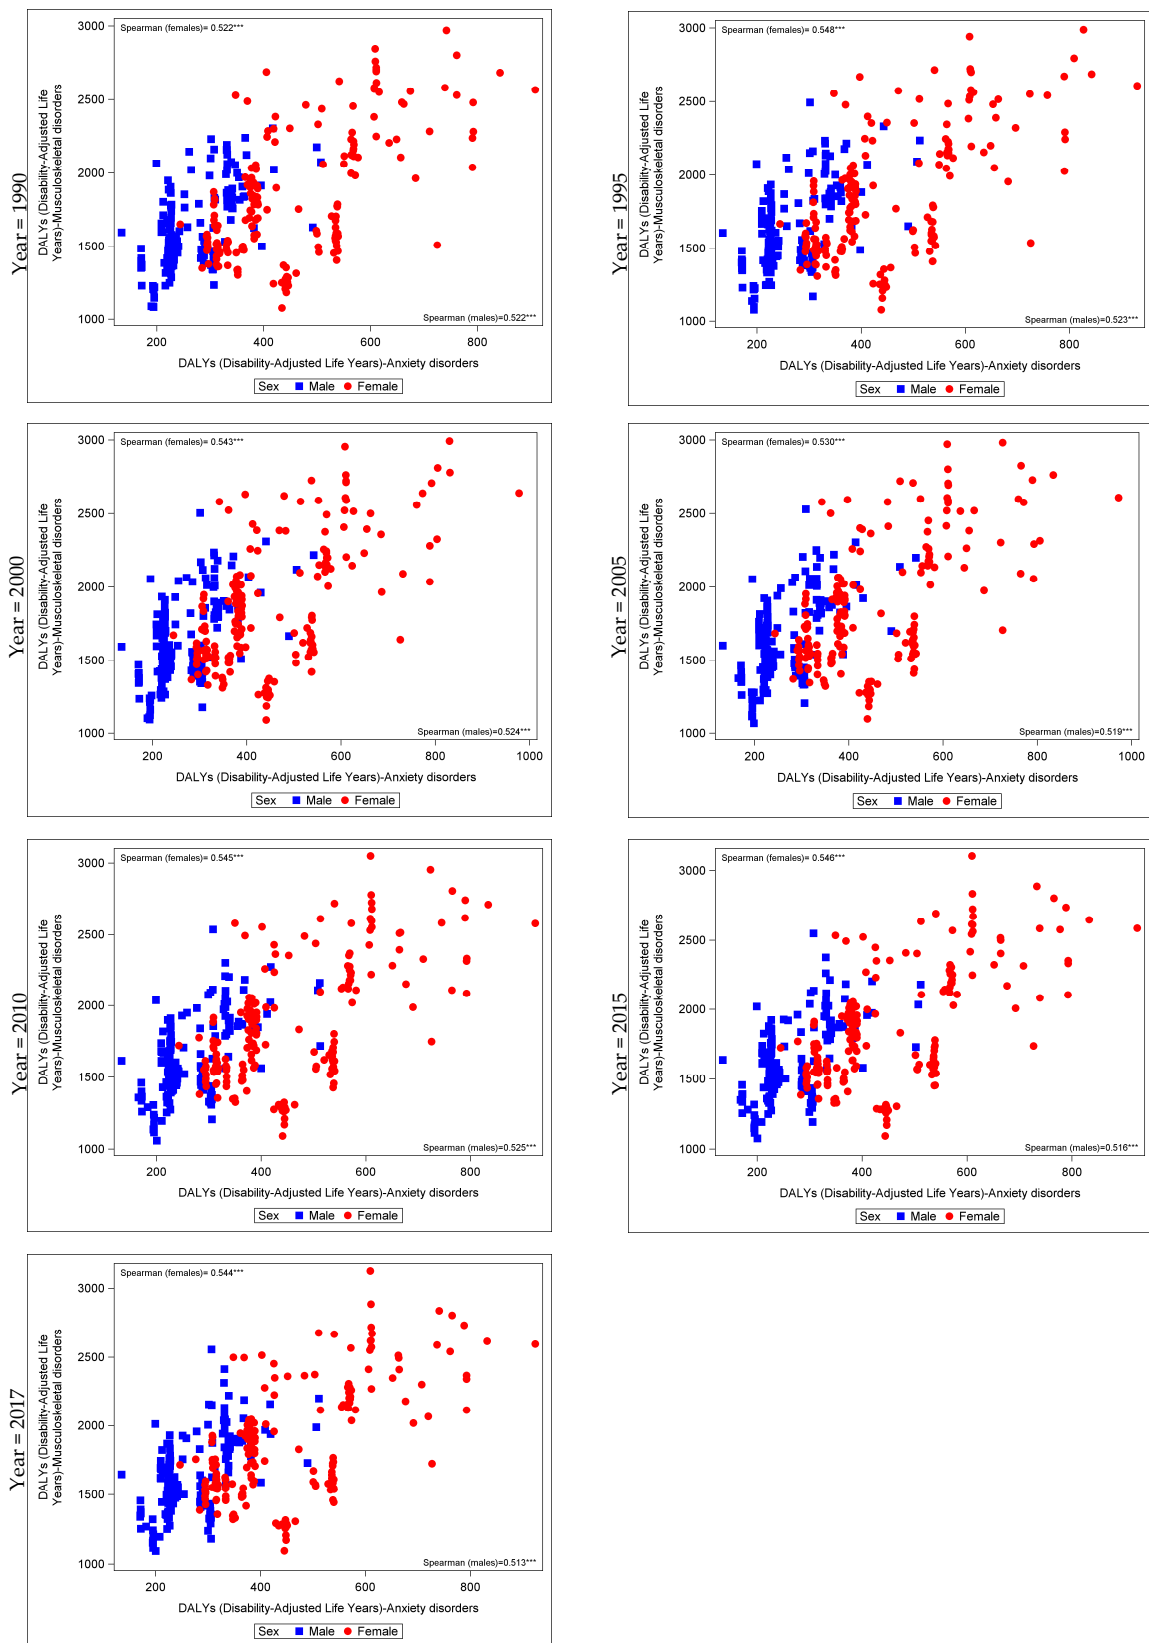 Year = 1990
DALYs (Disability-Adjusted Life
Years)-Musculoskeletal disorders
3000
2500
2000
1500
1000
Spearman (females)= 0.522***
Spearman (males)=0.522***
200 400 600 800
DALYs (Disability-Adjusted Life Years)-Anxiety disorders
Sex Male Female
Year = 1995
DALYs (Disability-Adjusted Life
Years)-Musculoskeletal disorders
3000
2500
2000
1500
1000
Spearman (females)= 0.548***
Spearman (males)=0.523***
200 400 600 800
DALYs (Disability-Adjusted Life Years)-Anxiety disorders
Sex Male Female
Year = 2000
DALYs (Disability-Adjusted Life
Years)-Musculoskeletal disorders
3000
2500
2000
1500
1000
Spearman (females)= 0.543***
Spearman (males)=0.524***
200 400 600 800 1000
DALYs (Disability-Adjusted Life Years)-Anxiety disorders
Sex Male Female
Year = 2005
DALYs (Disability-Adjusted Life
Years)-Musculoskeletal disorders
3000
2500
2000
1500
1000
Spearman (females)= 0.530***
Spearman (males)=0.519***
200 400 600 800 1000
DALYs (Disability-Adjusted Life Years)-Anxiety disorders
Sex Male Female
Year = 2010
DALYs (Disability-Adjusted Life
Years)-Musculoskeletal disorders
3000
2500
2000
1500
1000
Spearman (females)= 0.545***
Spearman (males)=0.525***
200 400 600 800
DALYs (Disability-Adjusted Life Years)-Anxiety disorders
Sex Male Female
Year = 2015
DALYs (Disability-Adjusted Life
Years)-Musculoskeletal disorders
3000
2500
2000
1500
1000
Spearman (females)= 0.546***
Spearman (males)=0.516***
200 400 600 800
DALYs (Disability-Adjusted Life Years)-Anxiety disorders
Sex Male Female
Year = 2017
DALYs (Disability-Adjusted Life
Years)-Musculoskeletal disorders
3000
2500
2000
1500
1000
Spearman (females)= 0.544***
Spearman (males)=0.513***
200 400 600 800
DALYs (Disability-Adjusted Life Years)-Anxiety disorders
Sex Male Female